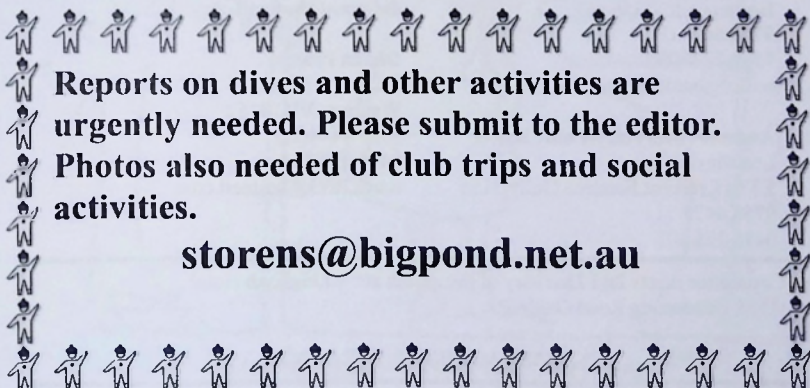 Reports on dives and other activities are
urgently needed. Please submit to the editor.
Photos also needed of club trips and social
activities.
storens@bigpond.net.au